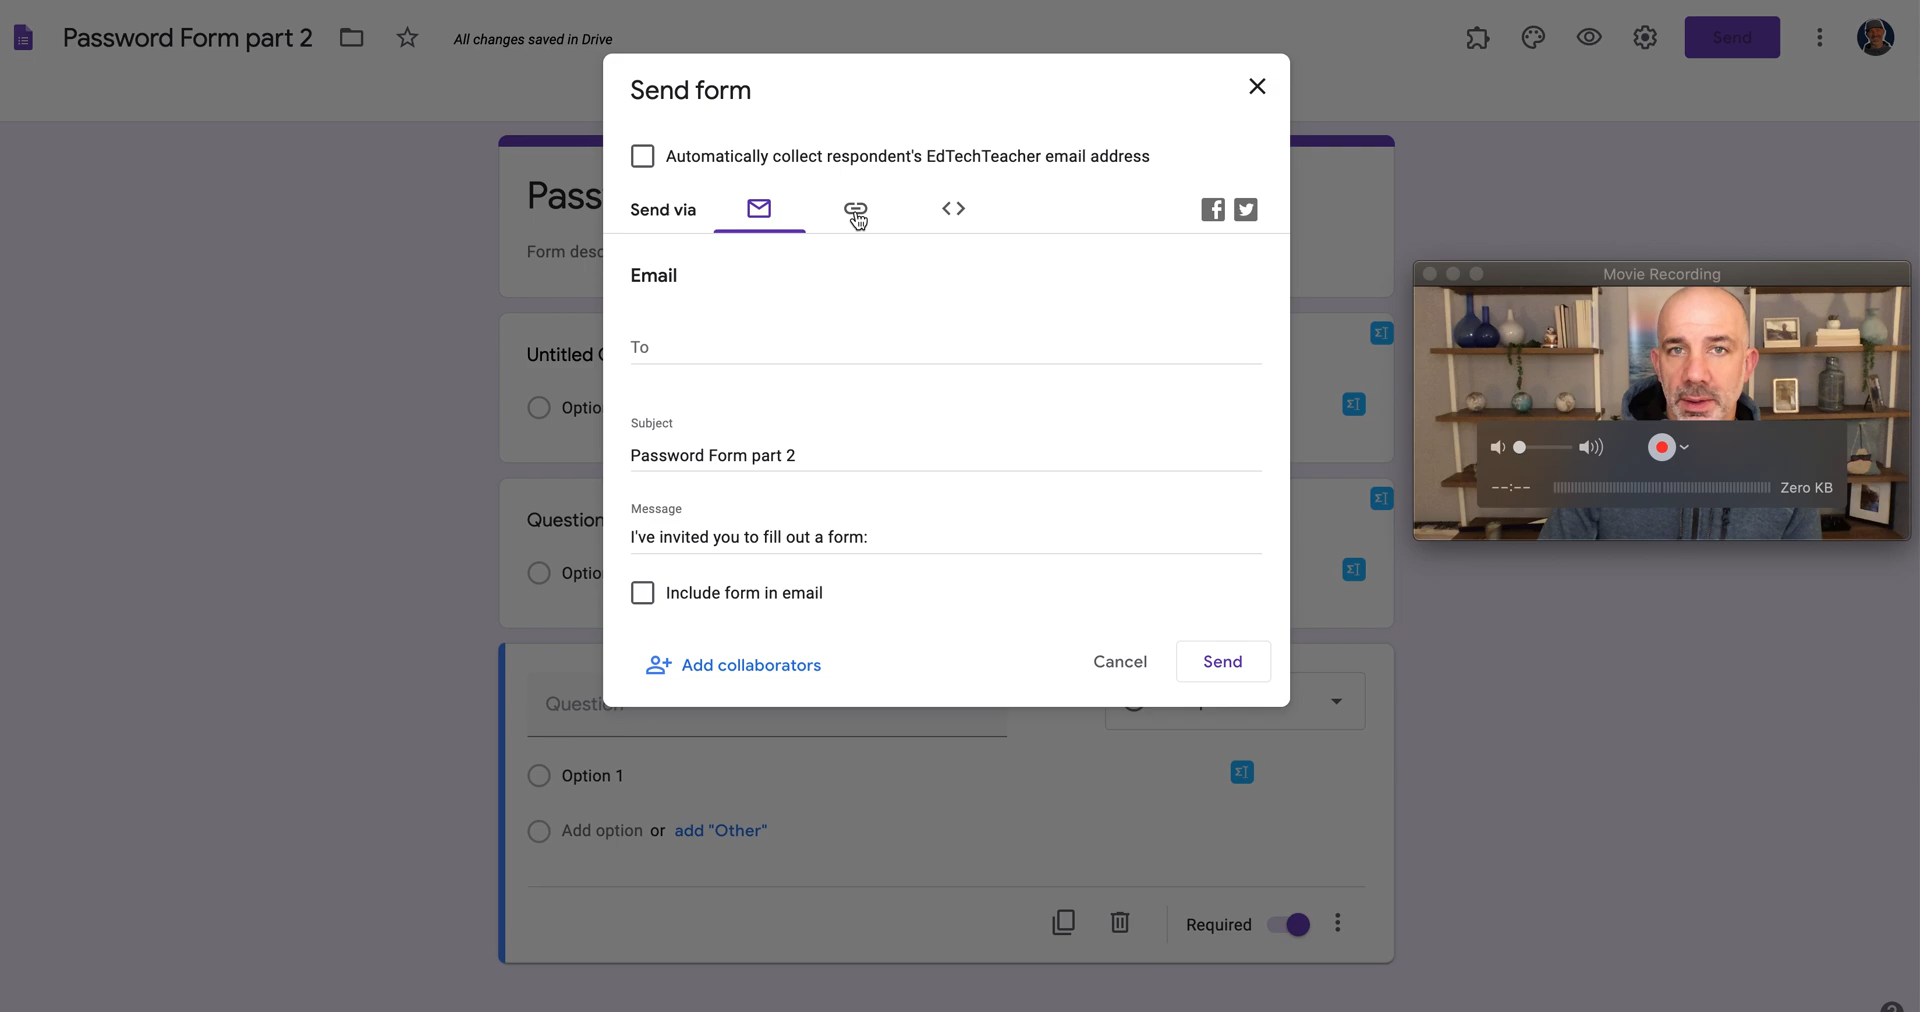 Password Form part 2
All changes saved in Drive
Send
Send form
Automatically collect respondent's EdTechTeacher email address
Send via
Pass
Form desc
Email
Movie Recording
To
Untitled
Optio
Subject
Password Form part 2
--:--
Zero KB
Message
I've invited you to fill out a form:
Question
Optio
Include form in email
Add collaborators
Cancel
Send
Question
Option 1
Add option or add "Other"
Required